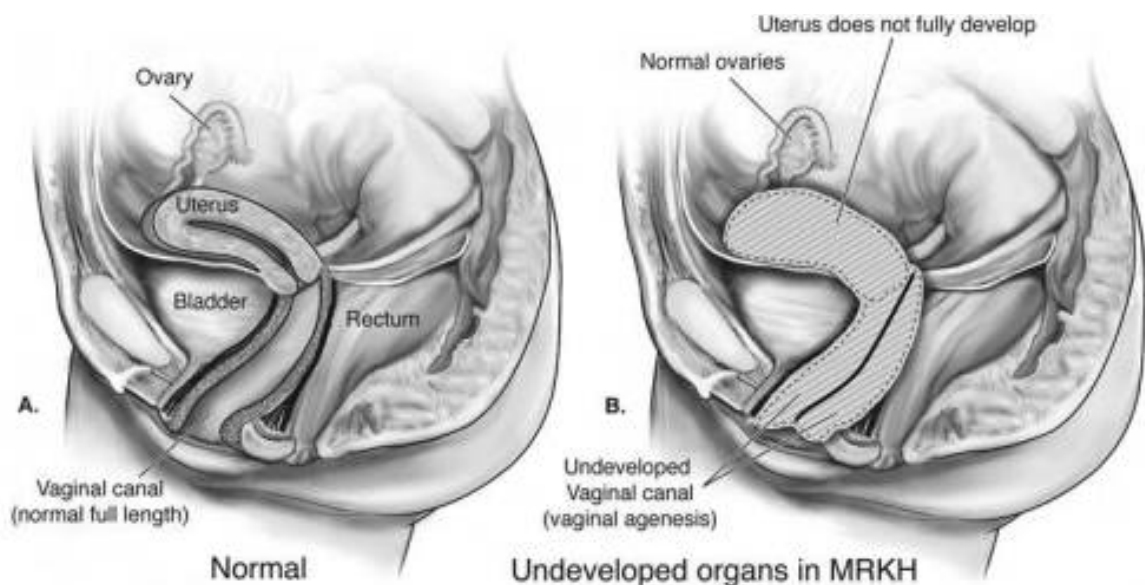 Ovary
Uterus
Bladder
Rectum
A.
Vaginal canal
(normal full length)
Normal
Uterus does not fully develop
Normal ovaries
B.
Undeveloped
Vaginal canal
(vaginal agenesis)
Undeveloped organs in MRKH